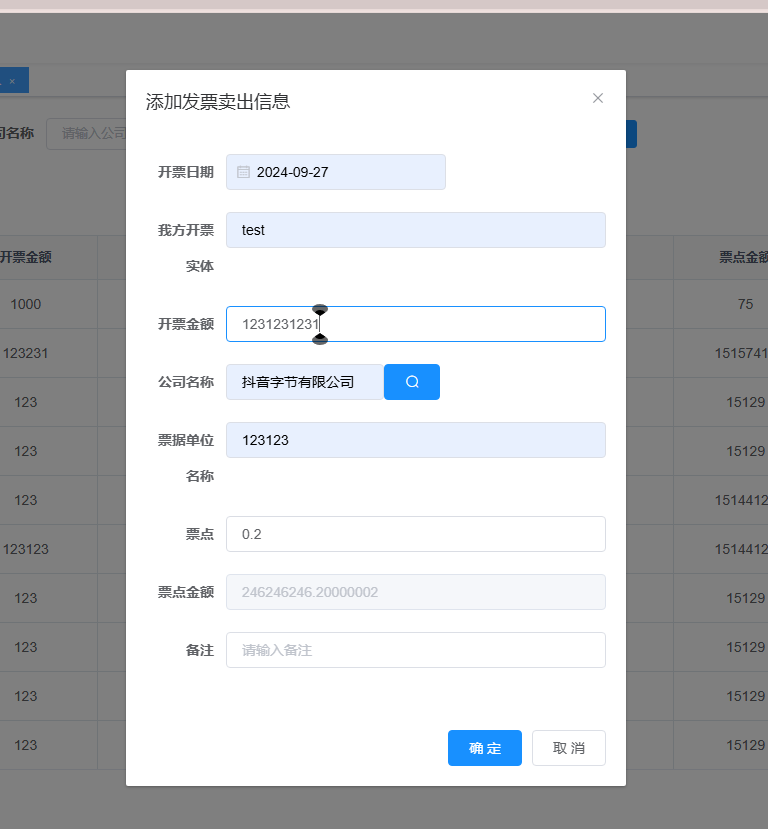 添加发票卖出信息
司名称
请输入公司
开票日期
2024-09-27
我方开票
实体
test
开票金额
1231231231
公司名称
抖音字节有限公司
票据单位
名称
123123
票点
0.2
票点金额
246246246.20000002
备注
请输入备注
确 定
取 消
开票金额
票点金额
1000
75
123231
1515741
123
15129
123
15129
123
1514412
123123
1514412
123
15129
123
15129
123
15129
123
15129